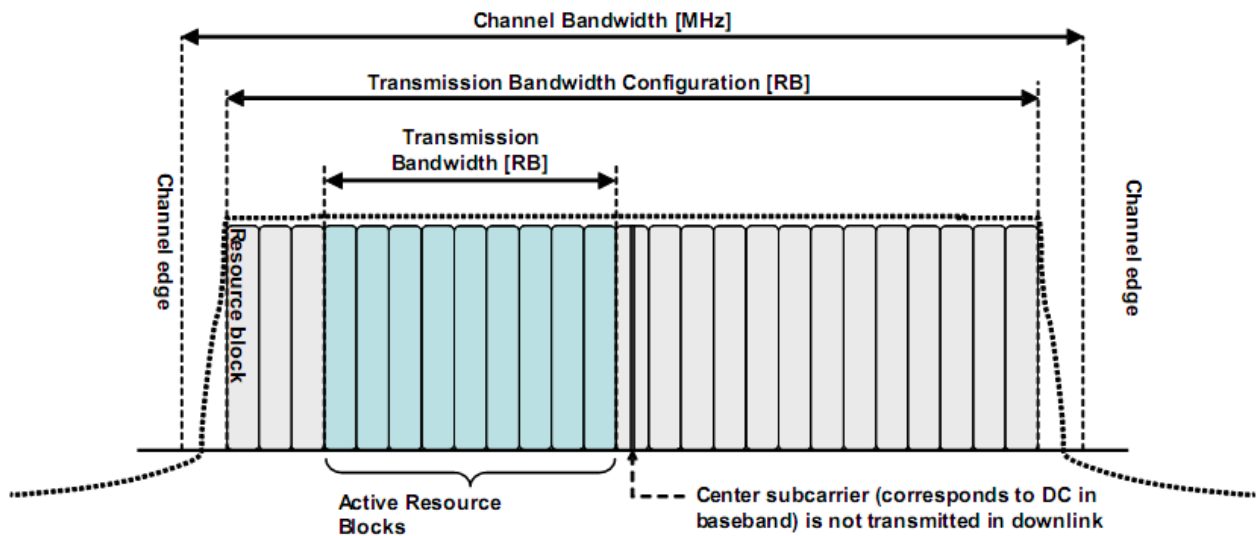 Channel Bandwidth [MHz]
Transmission Bandwidth Configuration [RB]
Transmission
Bandwidth [RB]
Channel edge
Resource block
Channel edge
Active Resource
Blocks
Center subcarrier (corresponds to DC in
baseband) is not transmitted in downlink